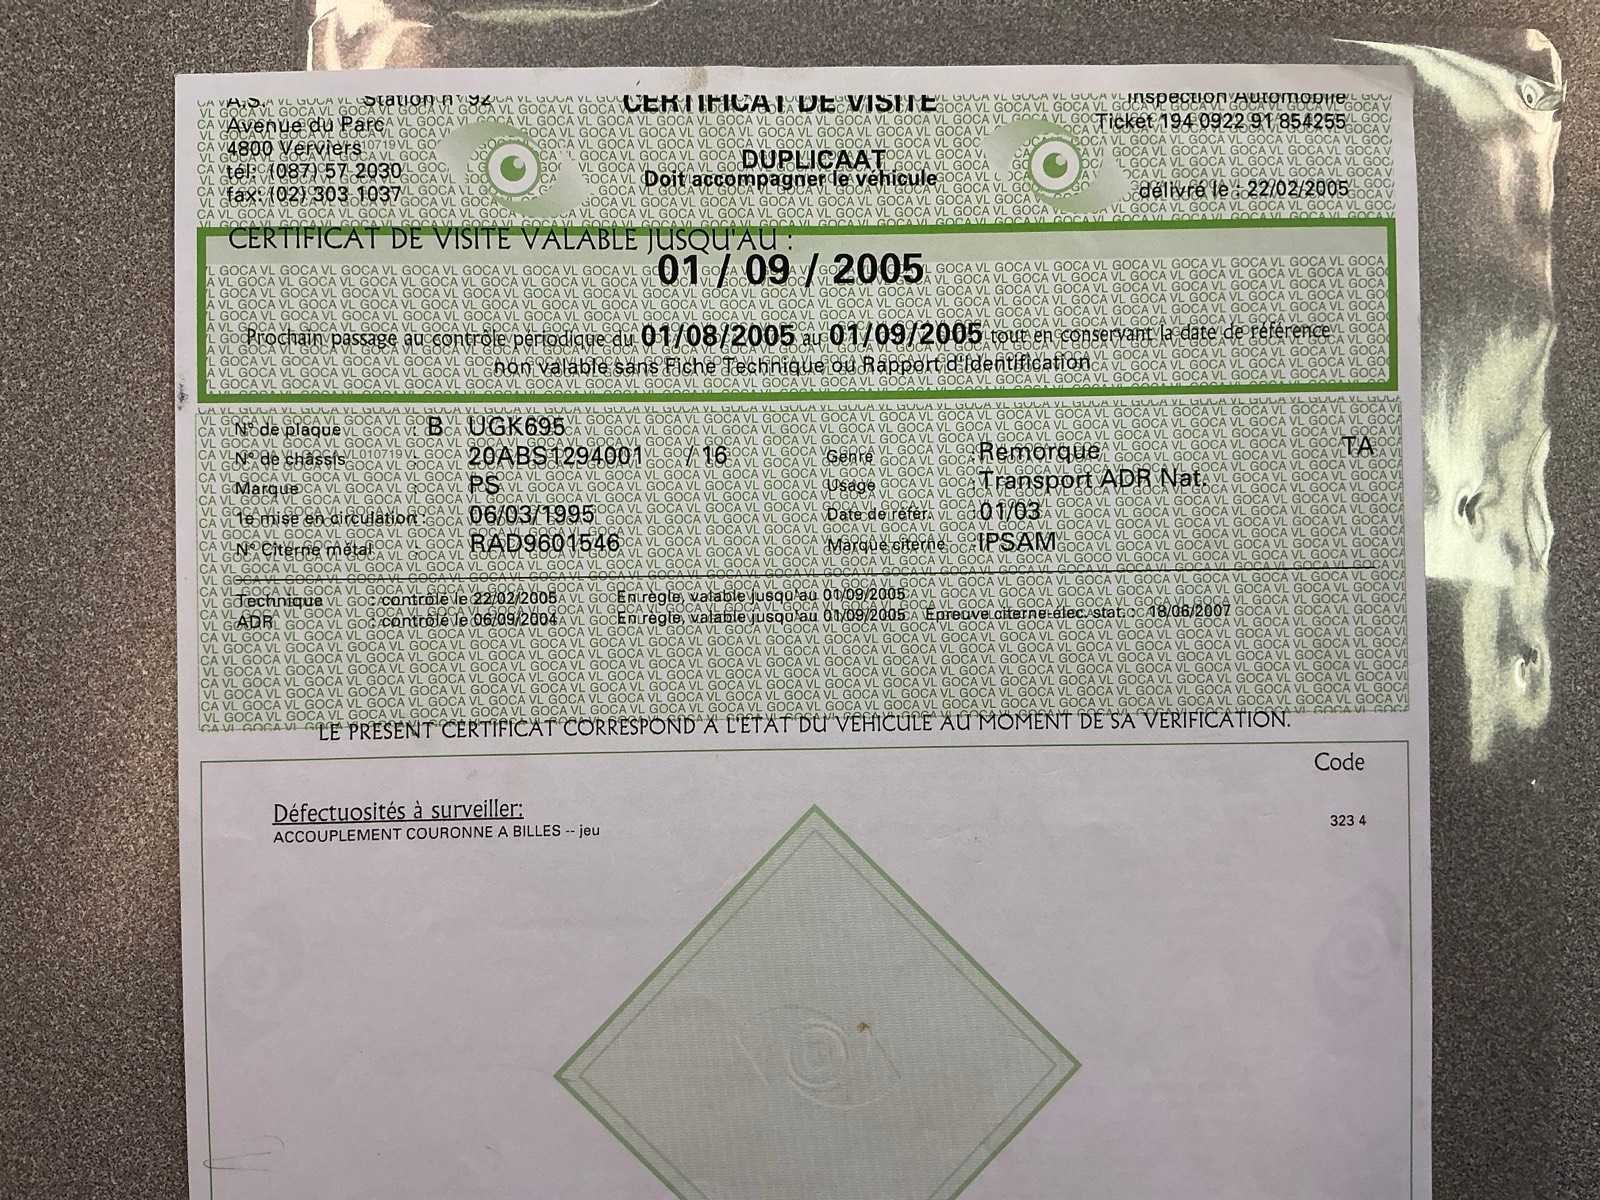 A.S. Station n° 92 CERTIFICAT DE VISITE Inspection Automobile
Avenue du Parc Ticket 194 0922 91 854255
4800 Verviers DUPLICAAT
tél: (087) 57 2030 Doit accompagner le véhicule
fax: (02) 303 1037 délivré le : 22/02/2005
CERTIFICAT DE VISITE VALABLE JUSQU'AU :
01 / 09 / 2005
Prochain passage au contrôle périodique du 01/08/2005 au 01/09/2005 tout en conservant la date de référence
non valable sans Fiche Technique ou Rapport d'Identification
N° de plaque : B UGK695
N° de châssis : 20ABS1294001 / 16 Genre : Remorque TA
Marque : PS Usage : Transport ADR Nat.
1e mise en circulation : 06/03/1995 Date de référ. : 01/03
N° Citerne métal : RAD9601546 Marque citerne : IPSAM
Technique : contrôle le 22/02/2005 En règle, valable jusqu'au 01/09/2005
ADR : contrôle le 06/09/2004 En règle, valable jusqu'au 01/09/2005 Epreuve citerne élec. stat. : 18/06/2007
LE PRESENT CERTIFICAT CORRESPOND A L'ETAT DU VEHICULE AU MOMENT DE SA VERIFICATION.
Code
Défectuosités à surveiller:
ACCOUPLEMENT COURONNE A BILLES -- jeu 323 4